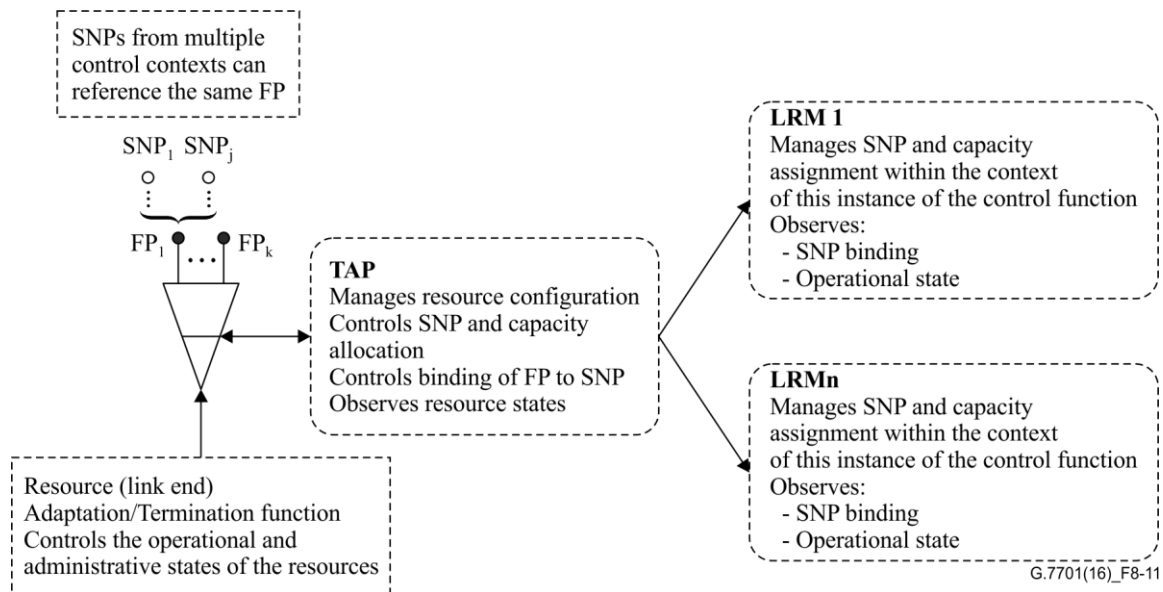 SNPs from multiple
control contexts can
reference the same FP
SNP₁ SNPⱼ
FP₁ FPₖ
TAP
Manages resource configuration
Controls SNP and capacity
allocation
Controls binding of FP to SNP
Observes resource states
Resource (link end)
Adaptation/Termination function
Controls the operational and
administrative states of the resources
LRM 1
Manages SNP and capacity
assignment within the context
of this instance of the control function
Observes:
- SNP binding
- Operational state
LRMn
Manages SNP and capacity
assignment within the context
of this instance of the control function
Observes:
- SNP binding
- Operational state
G.7701(16)_F8-11